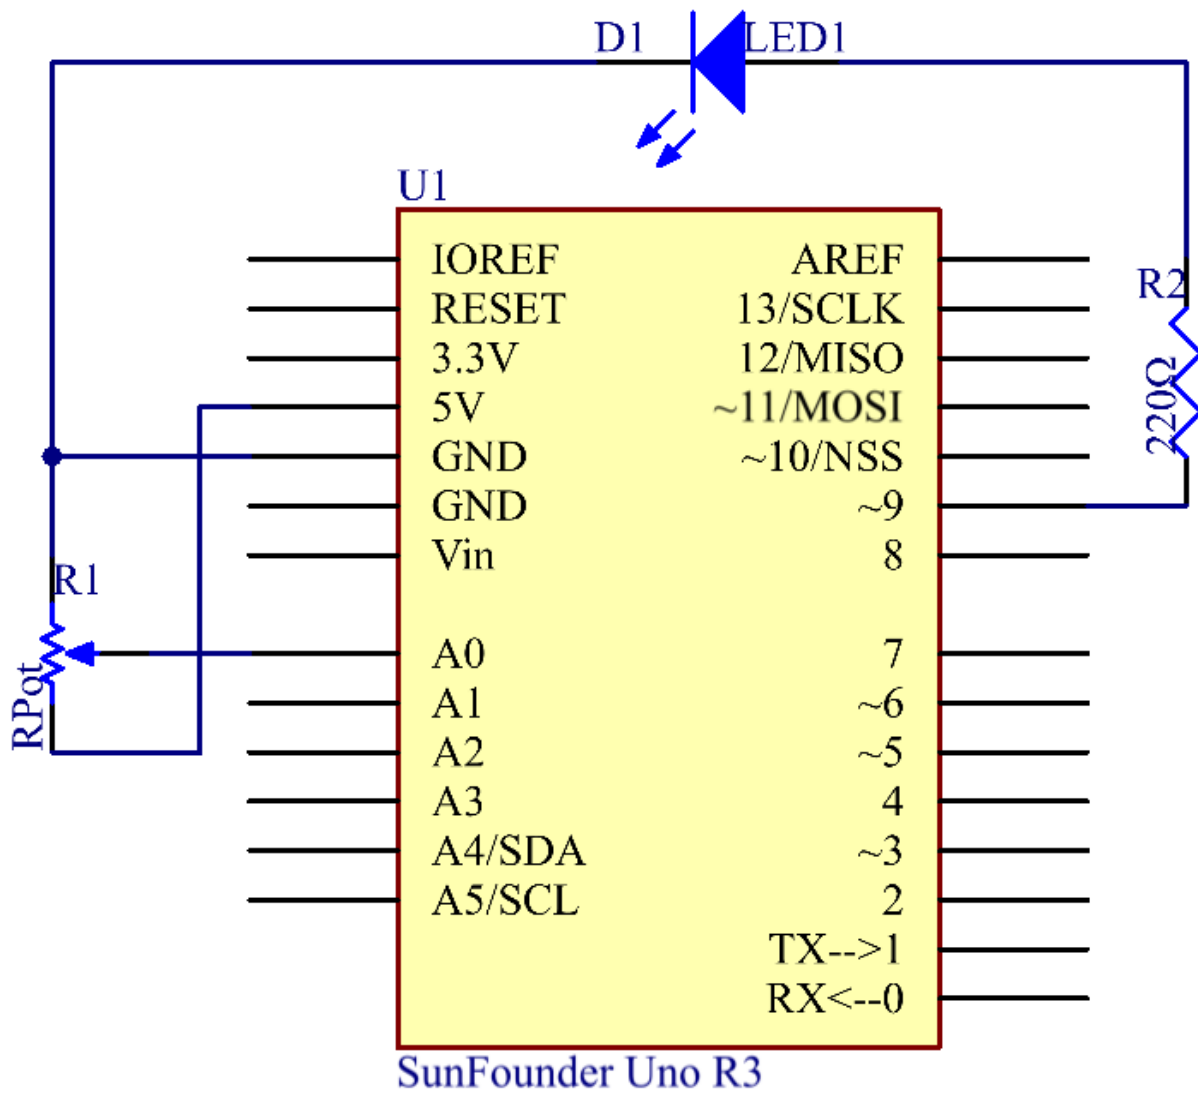 D1 LED1
U1
IOREF AREF
RESET 13/SCLK
R2
3.3V 12/MISO
5V ~11/MOSI
220Ω
GND ~10/NSS
GND ~9
Vin 8
R1
A0 7
RPot
A1 ~6
A2 ~5
A3 4
A4/SDA ~3
A5/SCL 2
TX-->1
RX<--0
SunFounder Uno R3